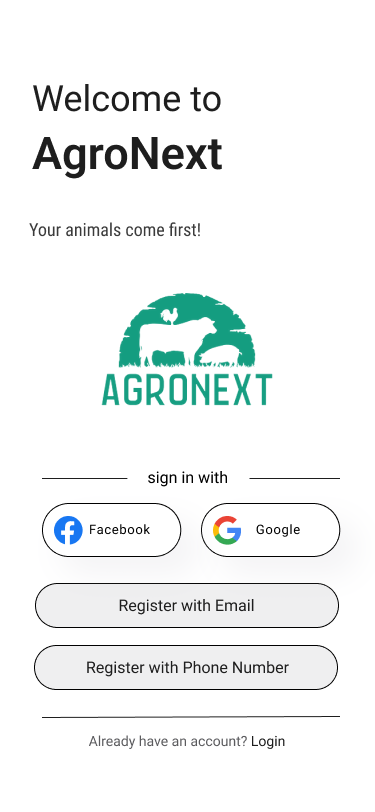 Welcome to
AgroNext
Your animals come first!
AGRONEXT
sign in with
Facebook Google
Register with Email
Register with Phone Number
Already have an account? Login